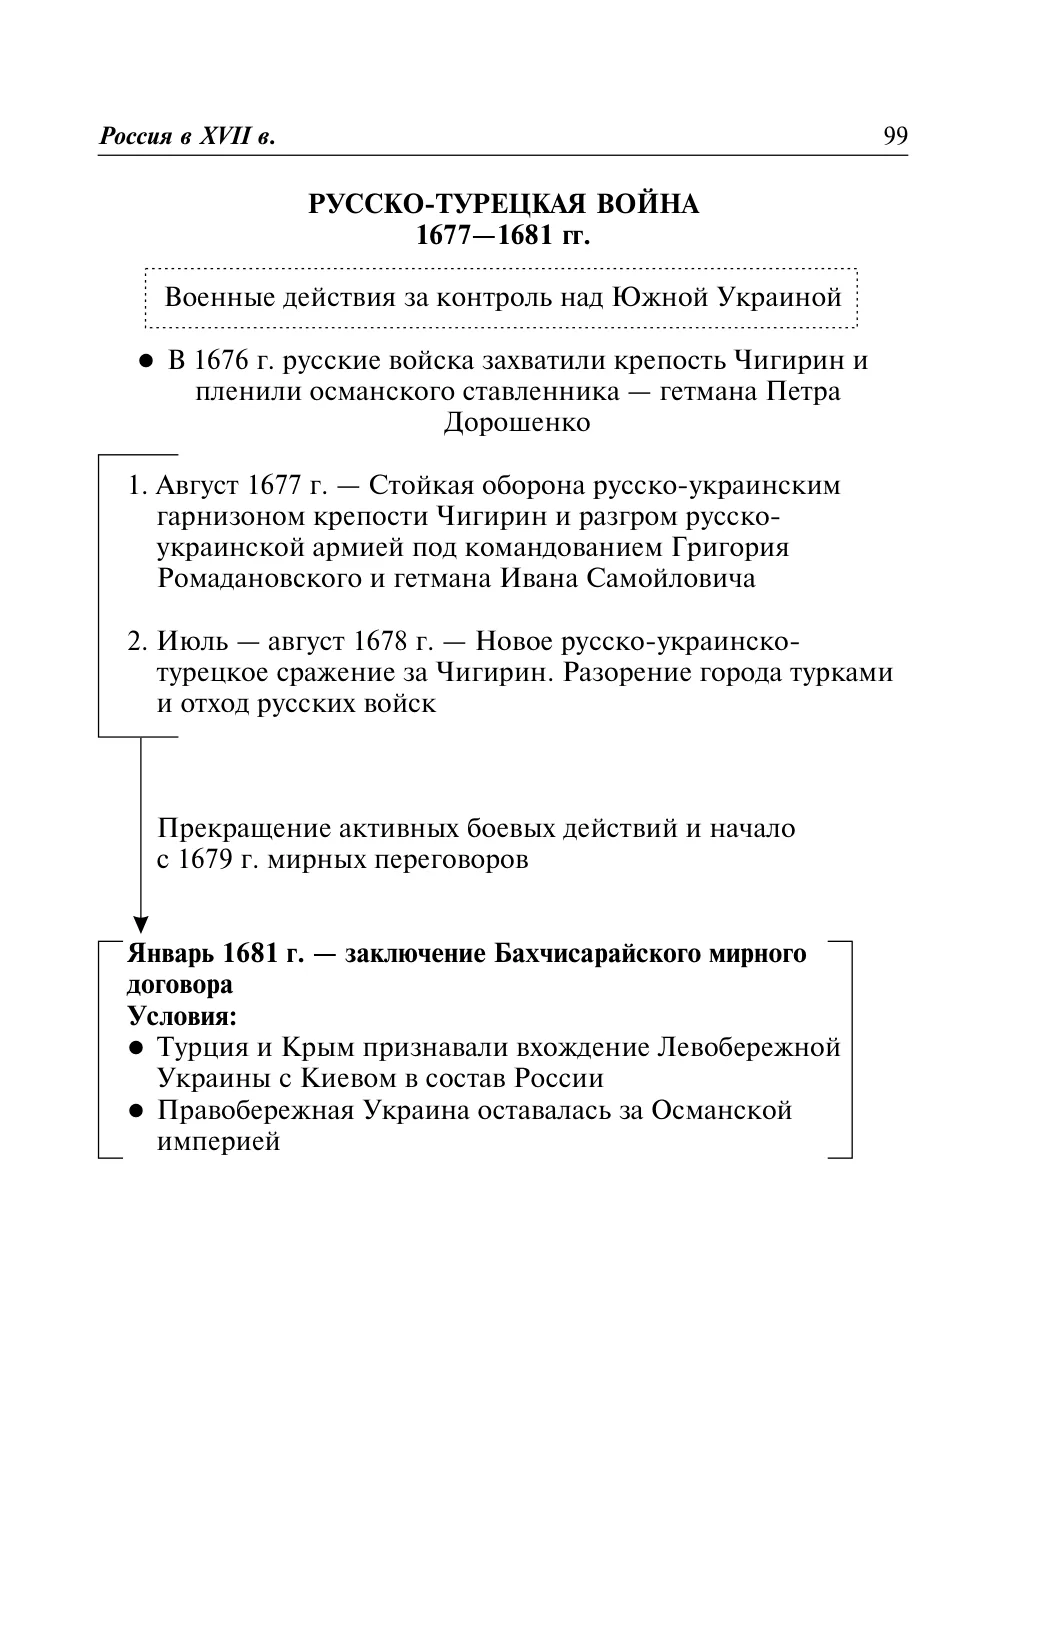 Россия в XVII в.
99
РУССКО-ТУРЕЦКАЯ ВОЙНА
1677—1681 гг.
Военные действия за контроль над Южной Украиной
● В 1676 г. русские войска захватили крепость Чигирин и
пленили османского ставленника — гетмана Петра
Дорошенко
1. Август 1677 г. — Стойкая оборона русско-украинским
гарнизоном крепости Чигирин и разгром русско-
украинской армией под командованием Григория
Ромадановского и гетмана Ивана Самойловича
2. Июль — август 1678 г. — Новое русско-украинско-
турецкое сражение за Чигирин. Разорение города турками
и отход русских войск
Прекращение активных боевых действий и начало
с 1679 г. мирных переговоров
Январь 1681 г. — заключение Бахчисарайского мирного
договора
Условия:
● Турция и Крым признавали вхождение Левобережной
Украины с Киевом в состав России
● Правобережная Украина оставалась за Османской
империей